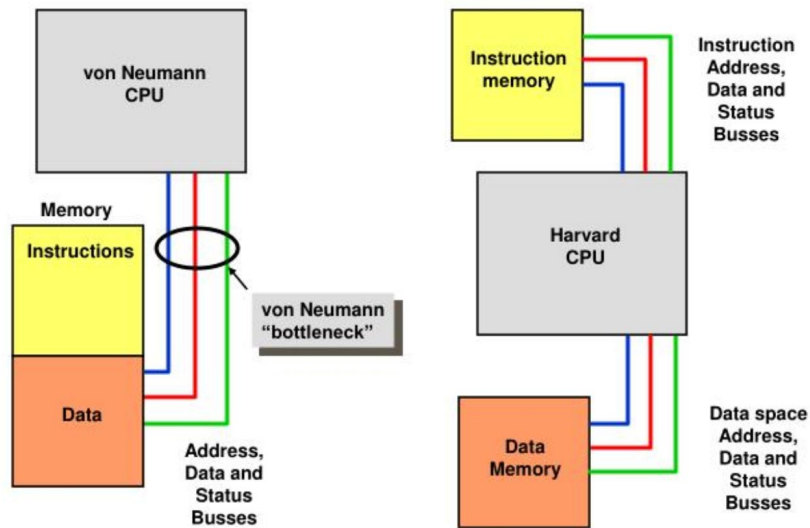 von Neumann
CPU
Memory
Instructions
Data
von Neumann
“bottleneck”
Address,
Data and
Status
Busses
Instruction
memory
Instruction
Address,
Data and
Status
Busses
Harvard
CPU
Data
Memory
Data space
Address,
Data and
Status
Busses